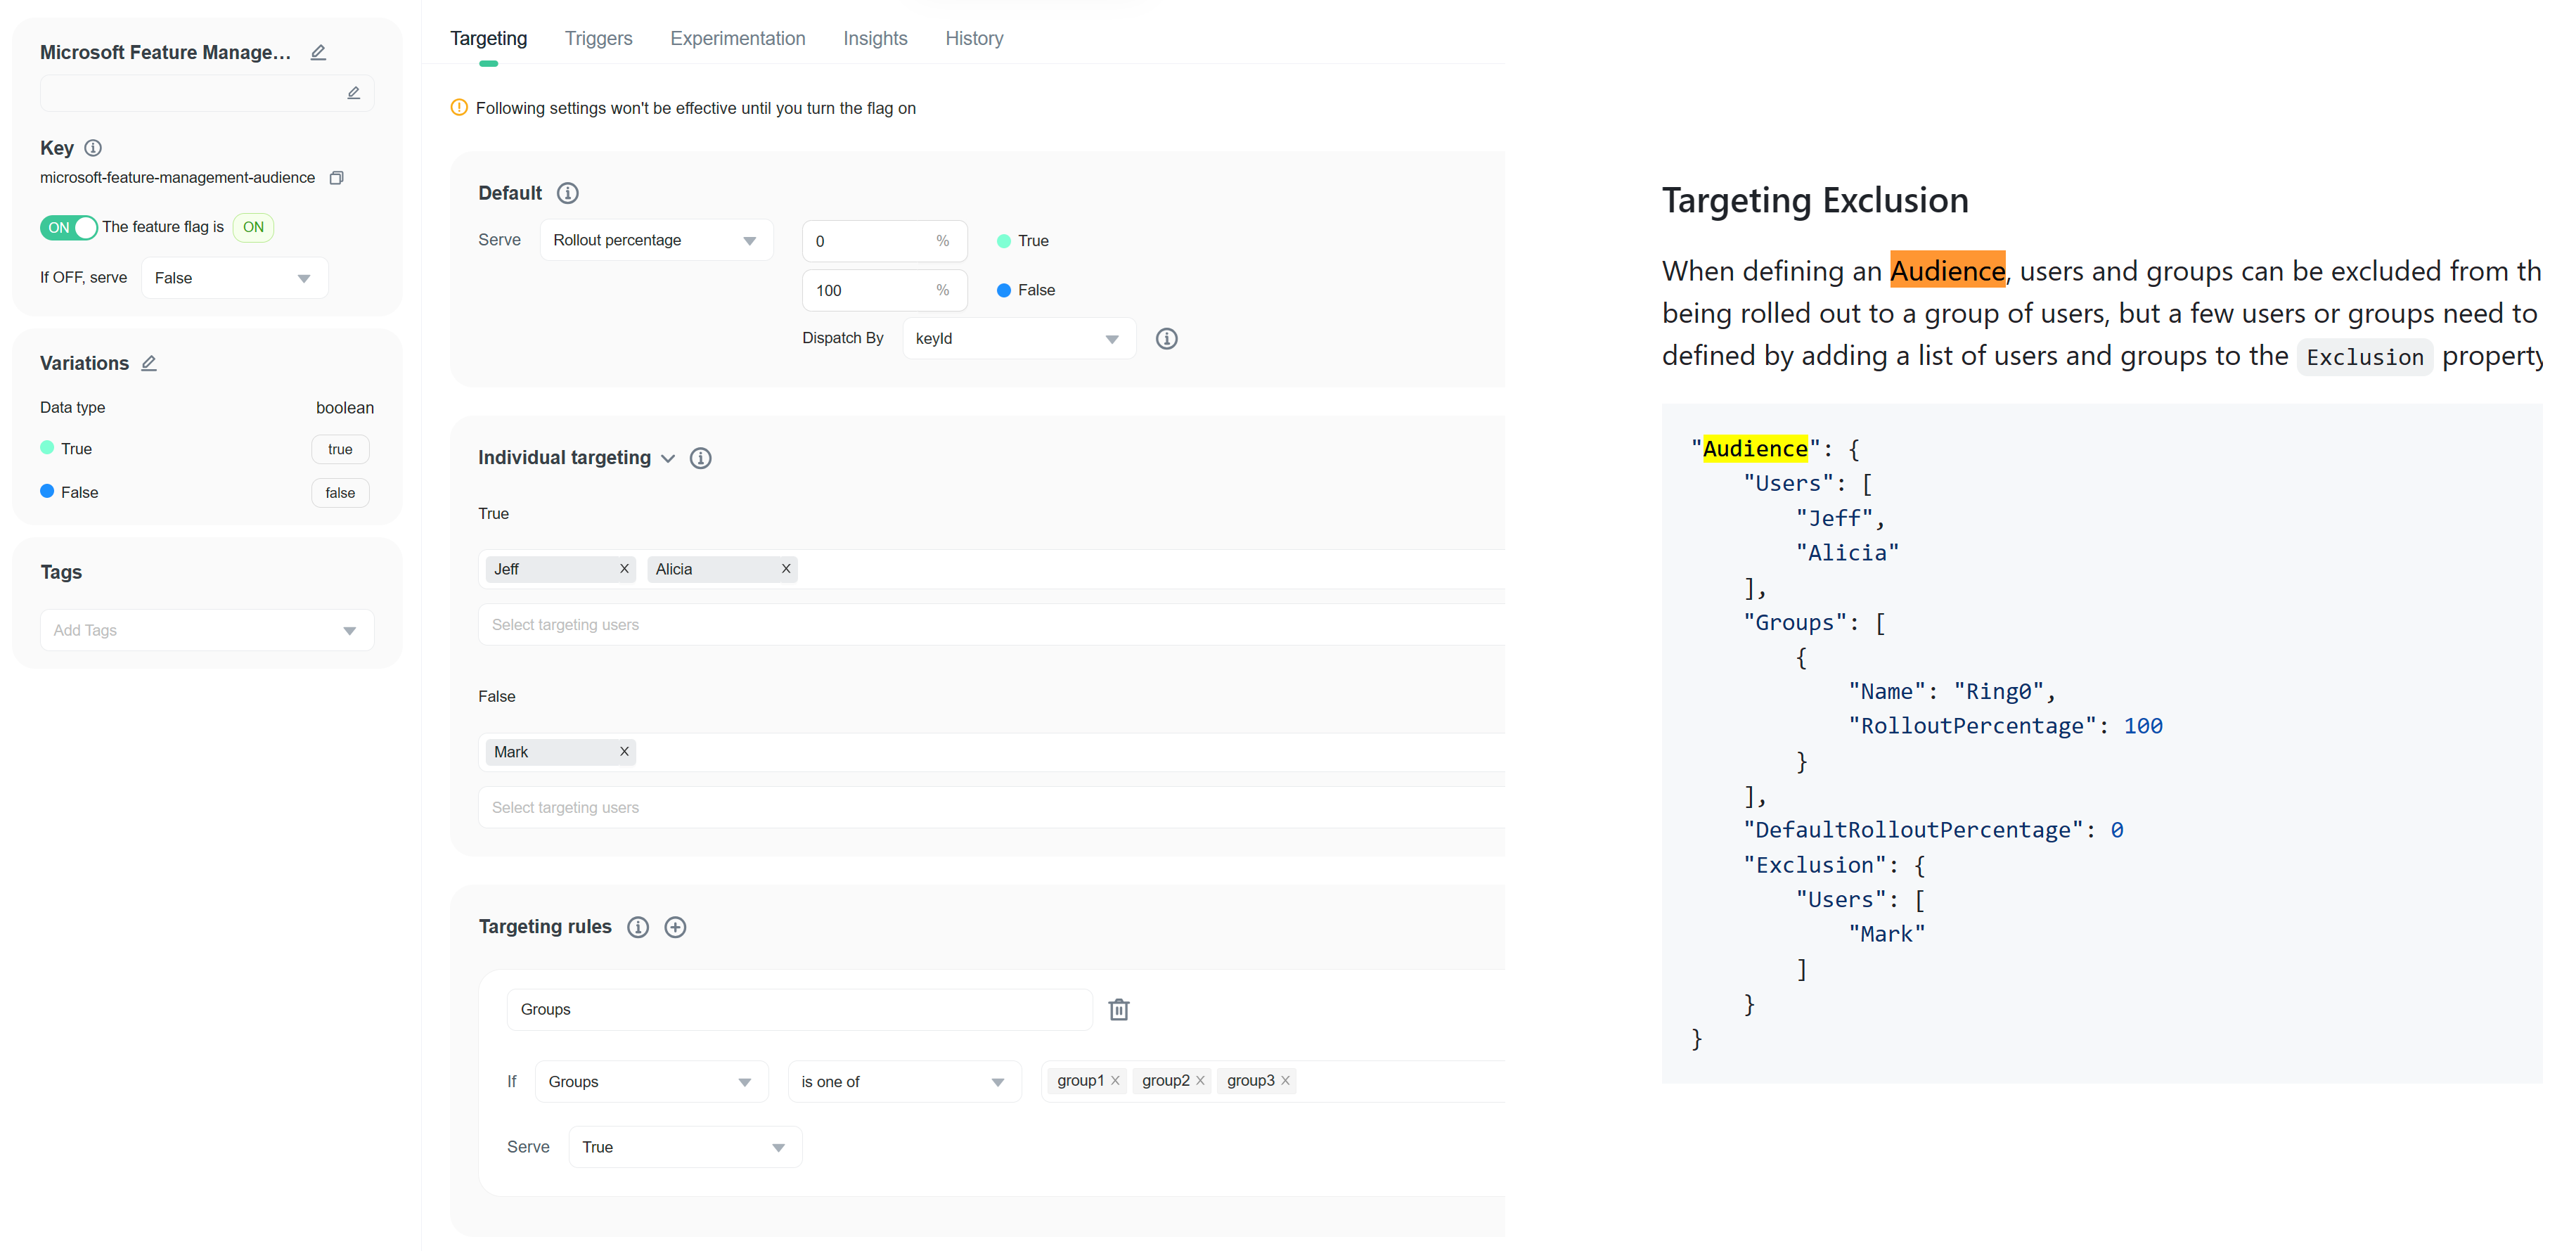 Microsoft Feature Manage...
Key
microsoft-feature-management-audience
ON The feature flag is ON
If OFF, serve False
Variations
Data type boolean
True true
False false
Tags
Add Tags
Targeting Triggers Experimentation Insights History
Following settings won't be effective until you turn the flag on
Default
Serve Rollout percentage 0 % True
100 % False
Dispatch By keyId
Individual targeting
True
Jeff X Alicia X
Select targeting users
False
Mark X
Select targeting users
Targeting rules
Groups
If Groups is one of group1 X group2 X group3 X
Serve True
Targeting Exclusion
When defining an Audience, users and groups can be excluded from th
being rolled out to a group of users, but a few users or groups need to
defined by adding a list of users and groups to the Exclusion property
"Audience": {
"Users": [
"Jeff",
"Alicia"
],
"Groups": [
{
"Name": "Ring0",
"RolloutPercentage": 100
}
],
"DefaultRolloutPercentage": 0
"Exclusion": {
"Users": [
"Mark"
]
}
}